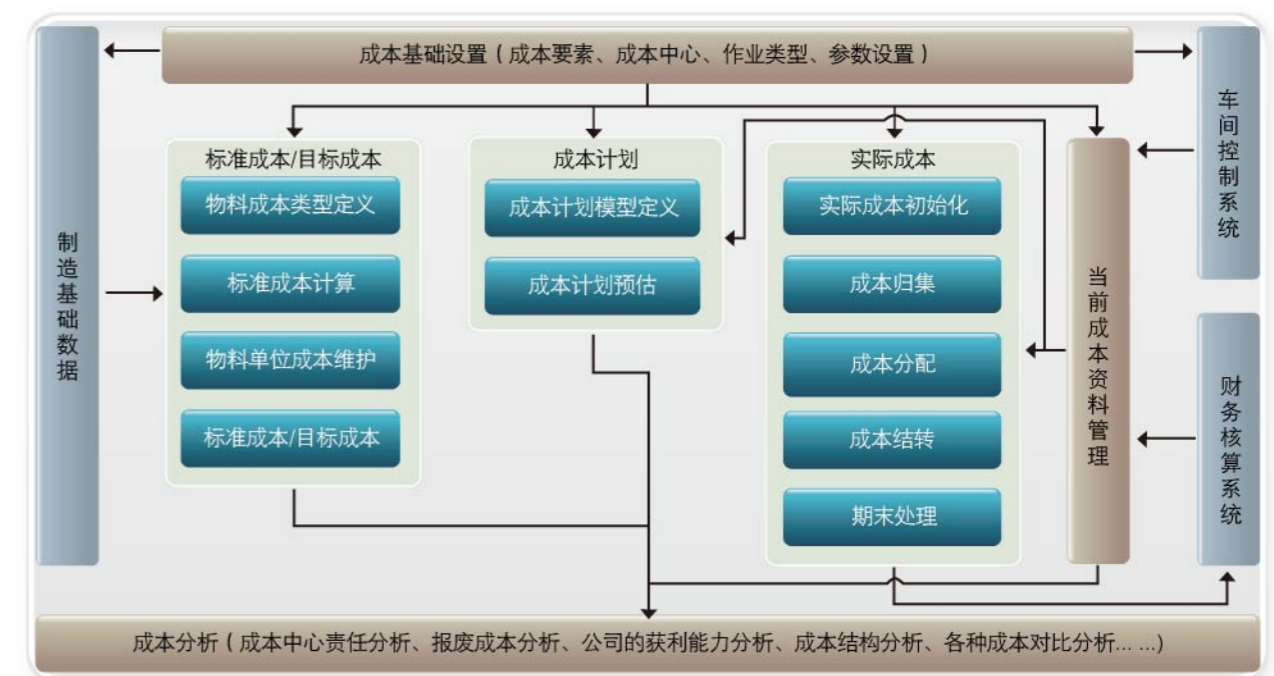 成本基础设置（成本要素、成本中心、作业类型、参数设置）
制造基础数据
标准成本/目标成本
物料成本类型定义
标准成本计算
物料单位成本维护
标准成本/目标成本
成本计划
成本计划模型定义
成本计划预估
实际成本
实际成本初始化
成本归集
成本分配
成本结转
期末处理
当前成本资料管理
车间控制系统
财务核算系统
成本分析（成本中心责任分析、报废成本分析、公司的获利能力分析、成本结构分析、各种成本对比分析... ...)